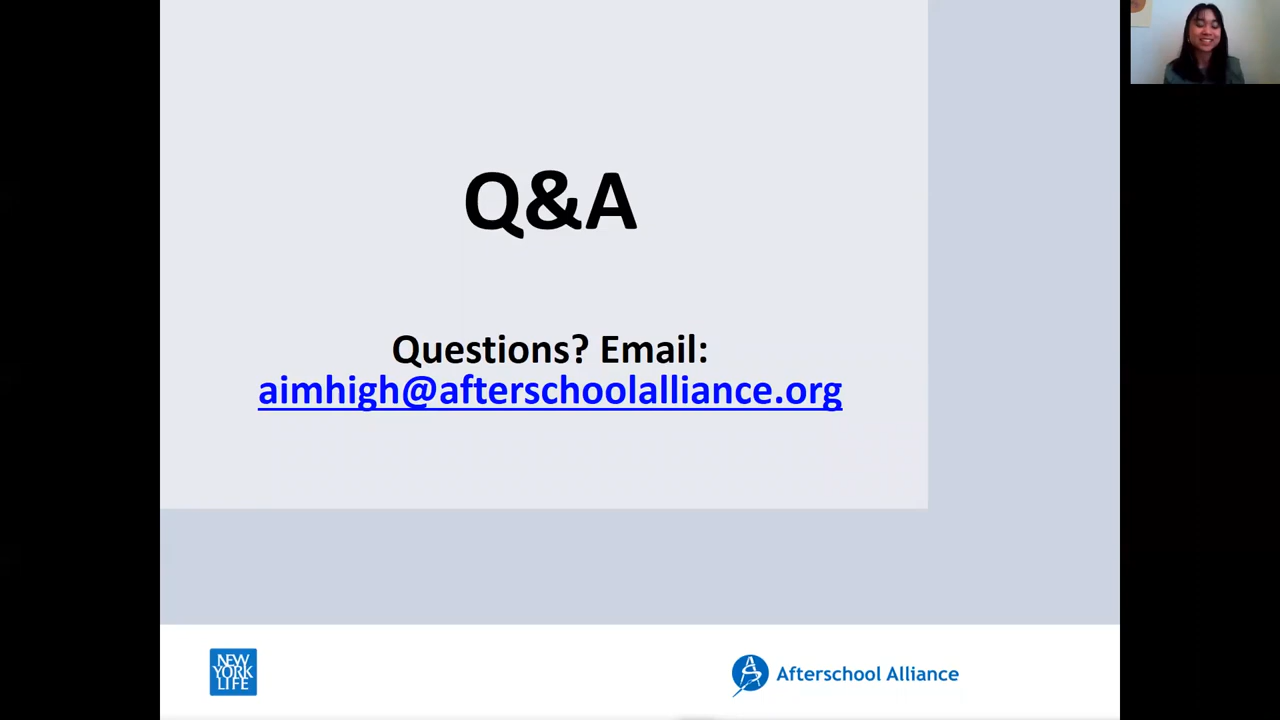 Q&A
Questions? Email:
aimhigh@afterschoolalliance.org
NEW
YORK
LIFE
Afterschool Alliance